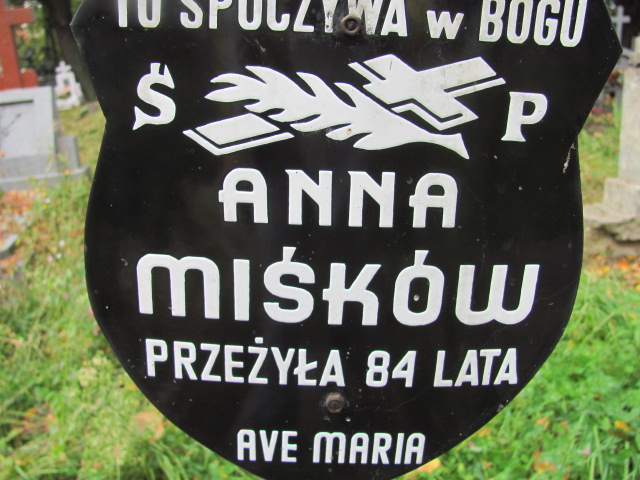 TU SPOCZYWA w BOGU
Ś P
ANNA
MIŚKÓW
PRZEŻYŁA 84 LATA
AVE MARIA